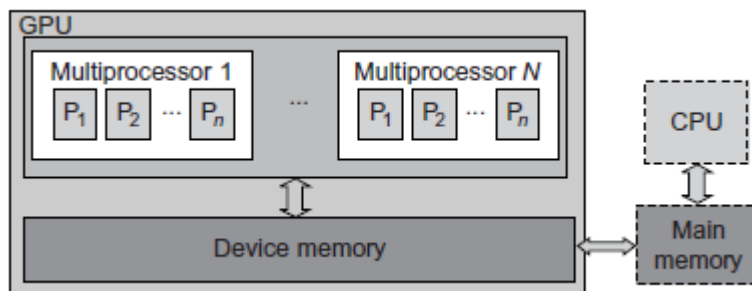 GPU
Multiprocessor 1
P1 P2 ... Pn
...
Multiprocessor N
P1 P2 ... Pn
CPU
Device memory
Main
memory